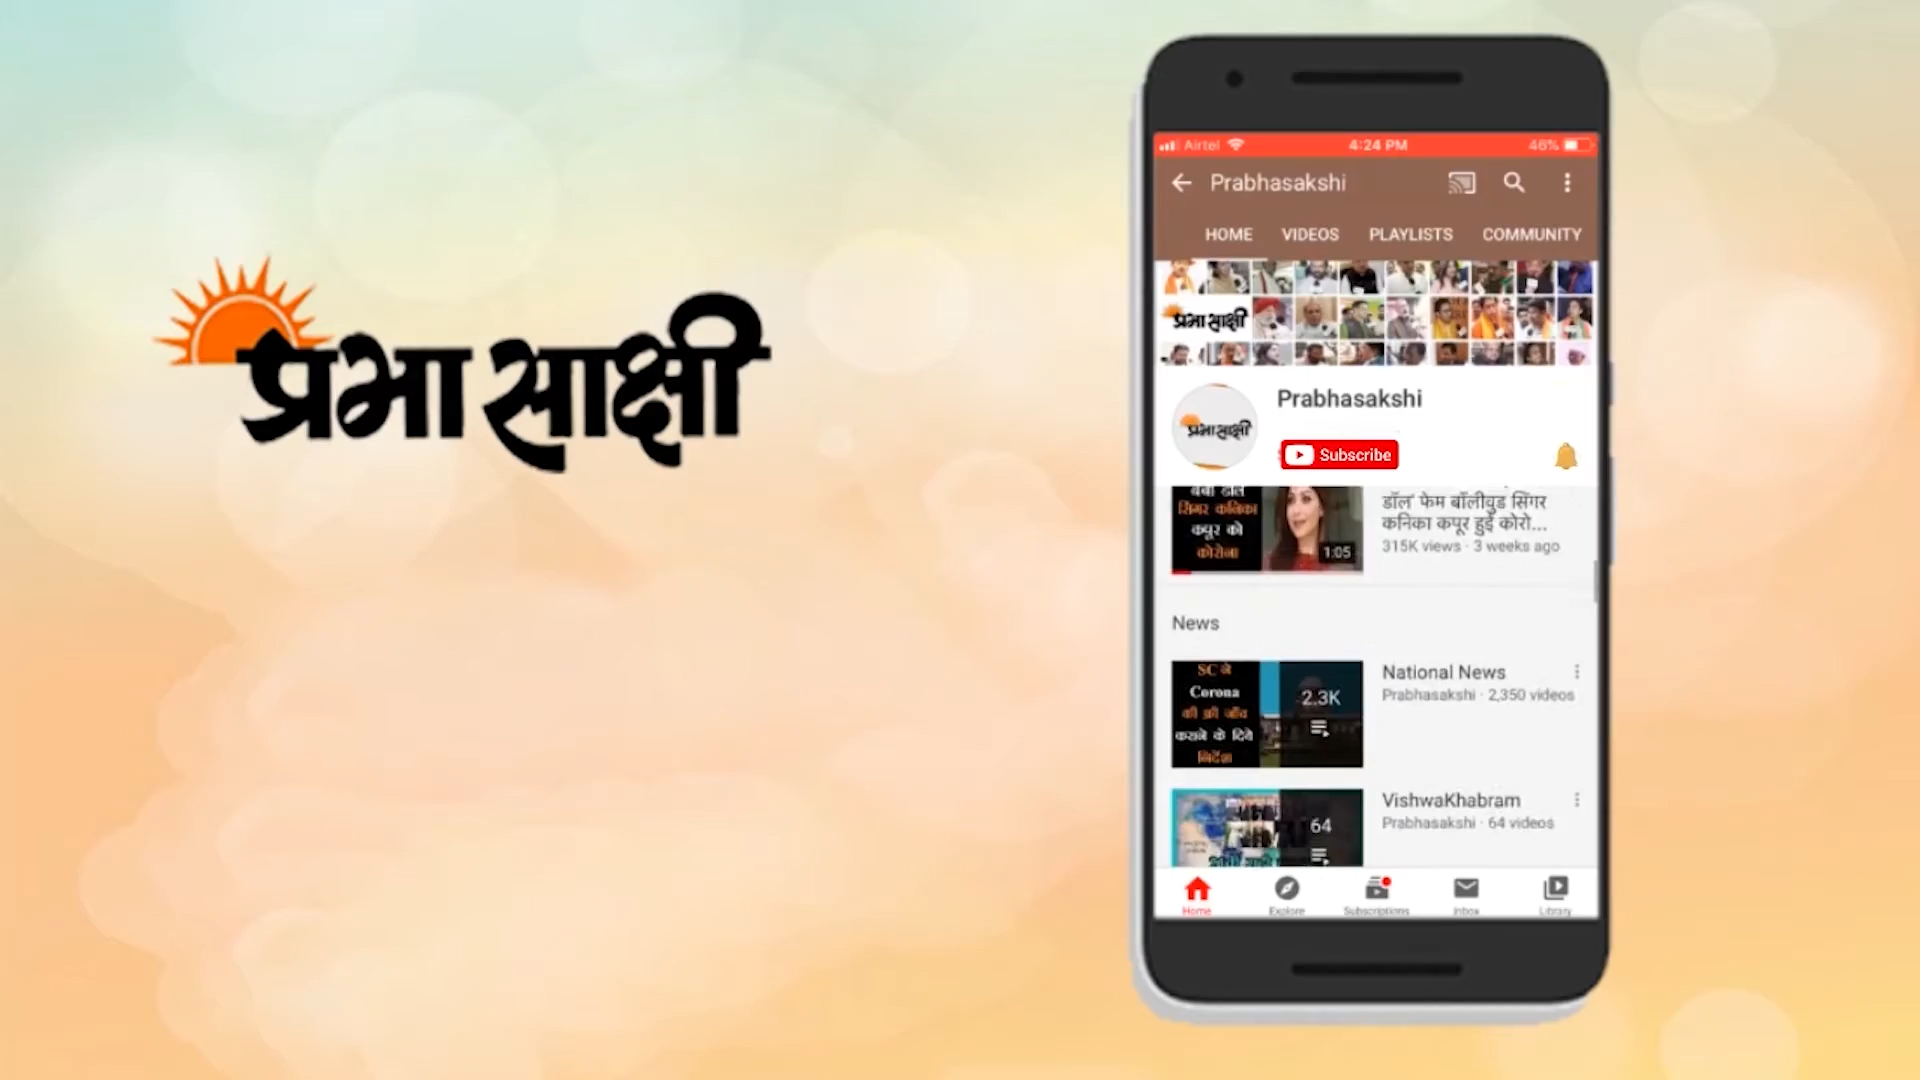 प्रभासाक्षी
Airtel 4:24 PM 46%
Prabhasakshi
HOME VIDEOS PLAYLISTS COMMUNITY
प्रभासाक्षी
Prabhasakshi
प्रभासाक्षी
Subscribe
सिंगर कनिका
कपूर को
कोरोना
1:05
डॉल' फेम बॉलीवुड सिंगर
कनिका कपूर हुईं कोरो...
315K views · 3 weeks ago
News
SC ने
Corona
की फ्री जाँच
कराने के दिये
निर्देश
2.3K
National News
Prabhasakshi · 2,350 videos
64
VishwaKhabram
Prabhasakshi · 64 videos
Home Explore Subscriptions Inbox Library